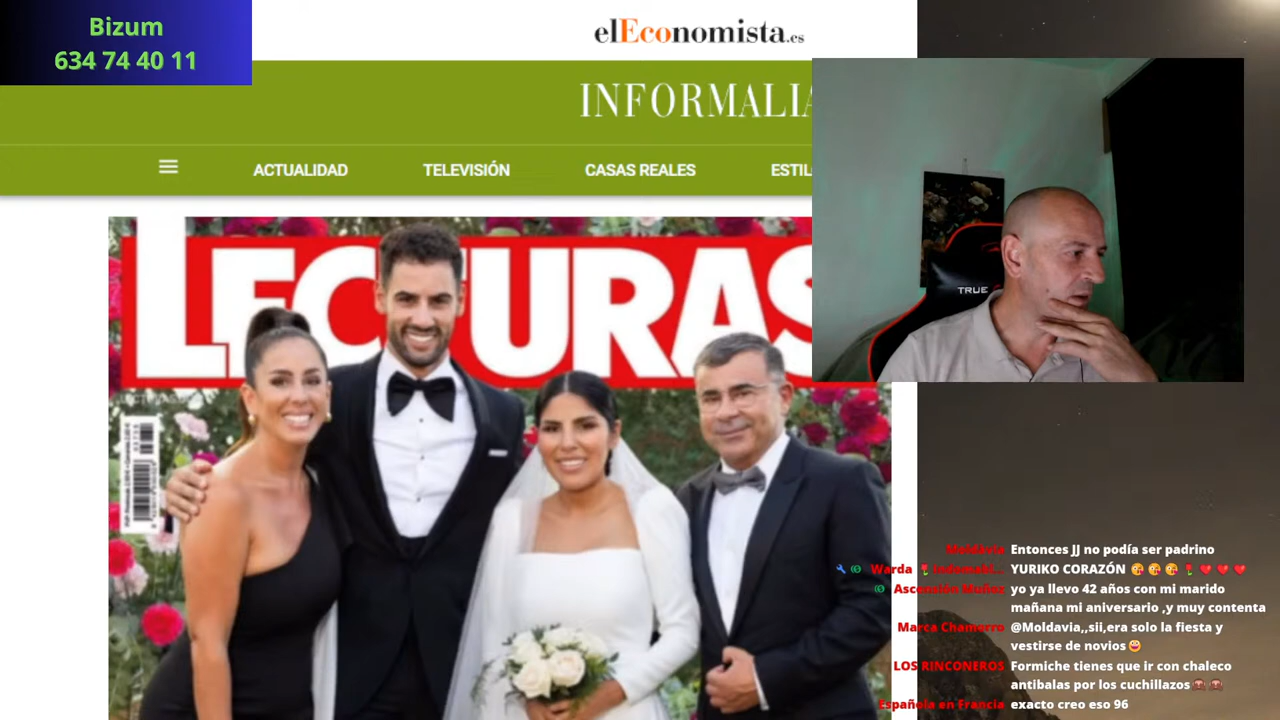 Bizum
634 74 40 11
elEconomista.es
INFORMALIA
ACTUALIDAD
TELEVISIÓN
CASAS REALES
ESTIL
LECTURAS
TRUE
Moldavia Entonces JJ no podía ser padrino
Warda 🌷Indomabl... YURIKO CORAZÓN 😘😘😘🌷❤️❤️❤️
Ascensión Muñoz yo ya llevo 42 años con mi marido
mañana mi aniversario ,y muy contenta
Marca Chamorro @Moldavia,,sii,era solo la fiesta y
vestirse de novios😀
LOS RINCONEROS Formiche tienes que ir con chaleco
antibalas por los cuchillazos🙈🙈
Española en Francia exacto creo eso 96